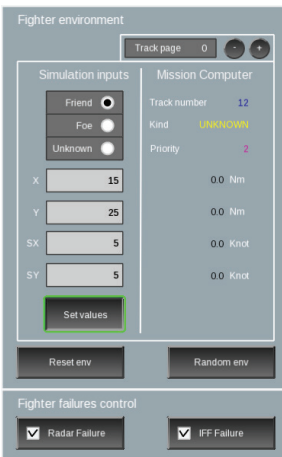 Fighter environment
Track page 0 - +
Simulation inputs Mission Computer
Friend Track number 12
Foe Kind UNKNOWN
Unknown Priority 2
X 15 0.0 Nm
Y 25 0.0 Nm
SX 5 0.0 Knot
SY 5 0.0 Knot
Set values
Reset env Random env
Fighter failures control
Radar Failure IFF Failure